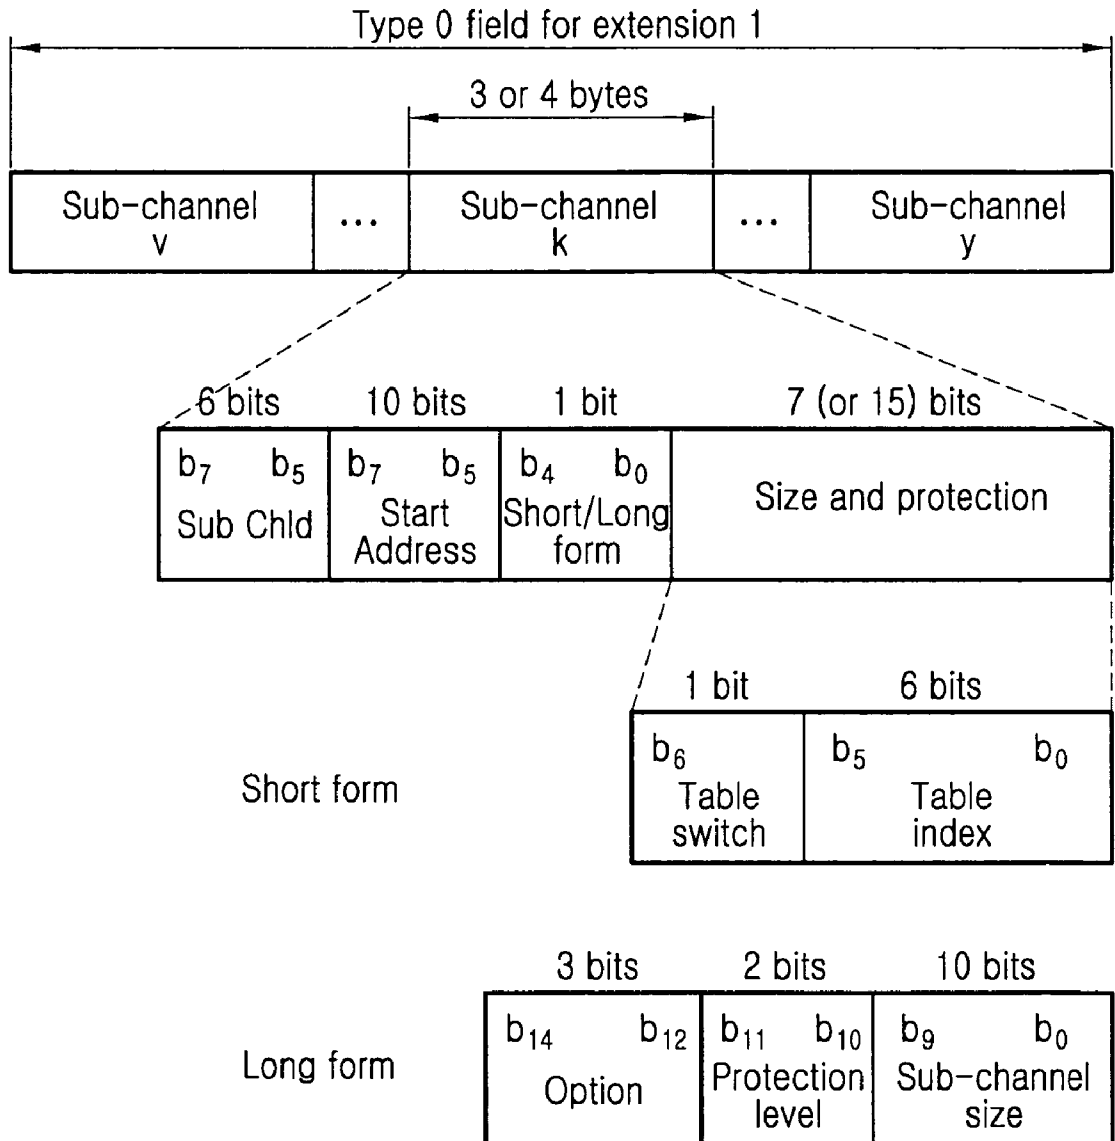 Type 0 field for extension 1
3 or 4 bytes
Sub-channel v
...
Sub-channel k
...
Sub-channel y
6 bits
10 bits
1 bit
7 (or 15) bits
b7 b5
Sub Chld
b7 b5
Start Address
b4 b0
Short/Long form
Size and protection
1 bit
6 bits
Short form
b6
Table switch
b5 b0
Table index
3 bits
2 bits
10 bits
Long form
b14 b12
Option
b11 b10
Protection level
b9 b0
Sub-channel size